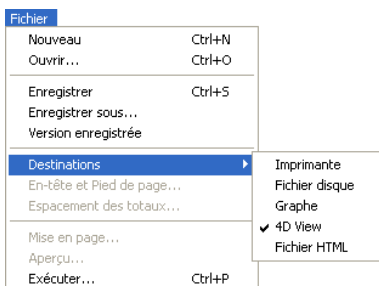 Fichier
Nouveau Ctrl+N
Ouvrir... Ctrl+O
Enregistrer Ctrl+S
Enregistrer sous...
Version enregistrée
Destinations
En-tête et Pied de page...
Espacement des totaux...
Mise en page...
Aperçu...
Exécuter... Ctrl+P
Imprimante
Fichier disque
Graphe
4D View
Fichier HTML